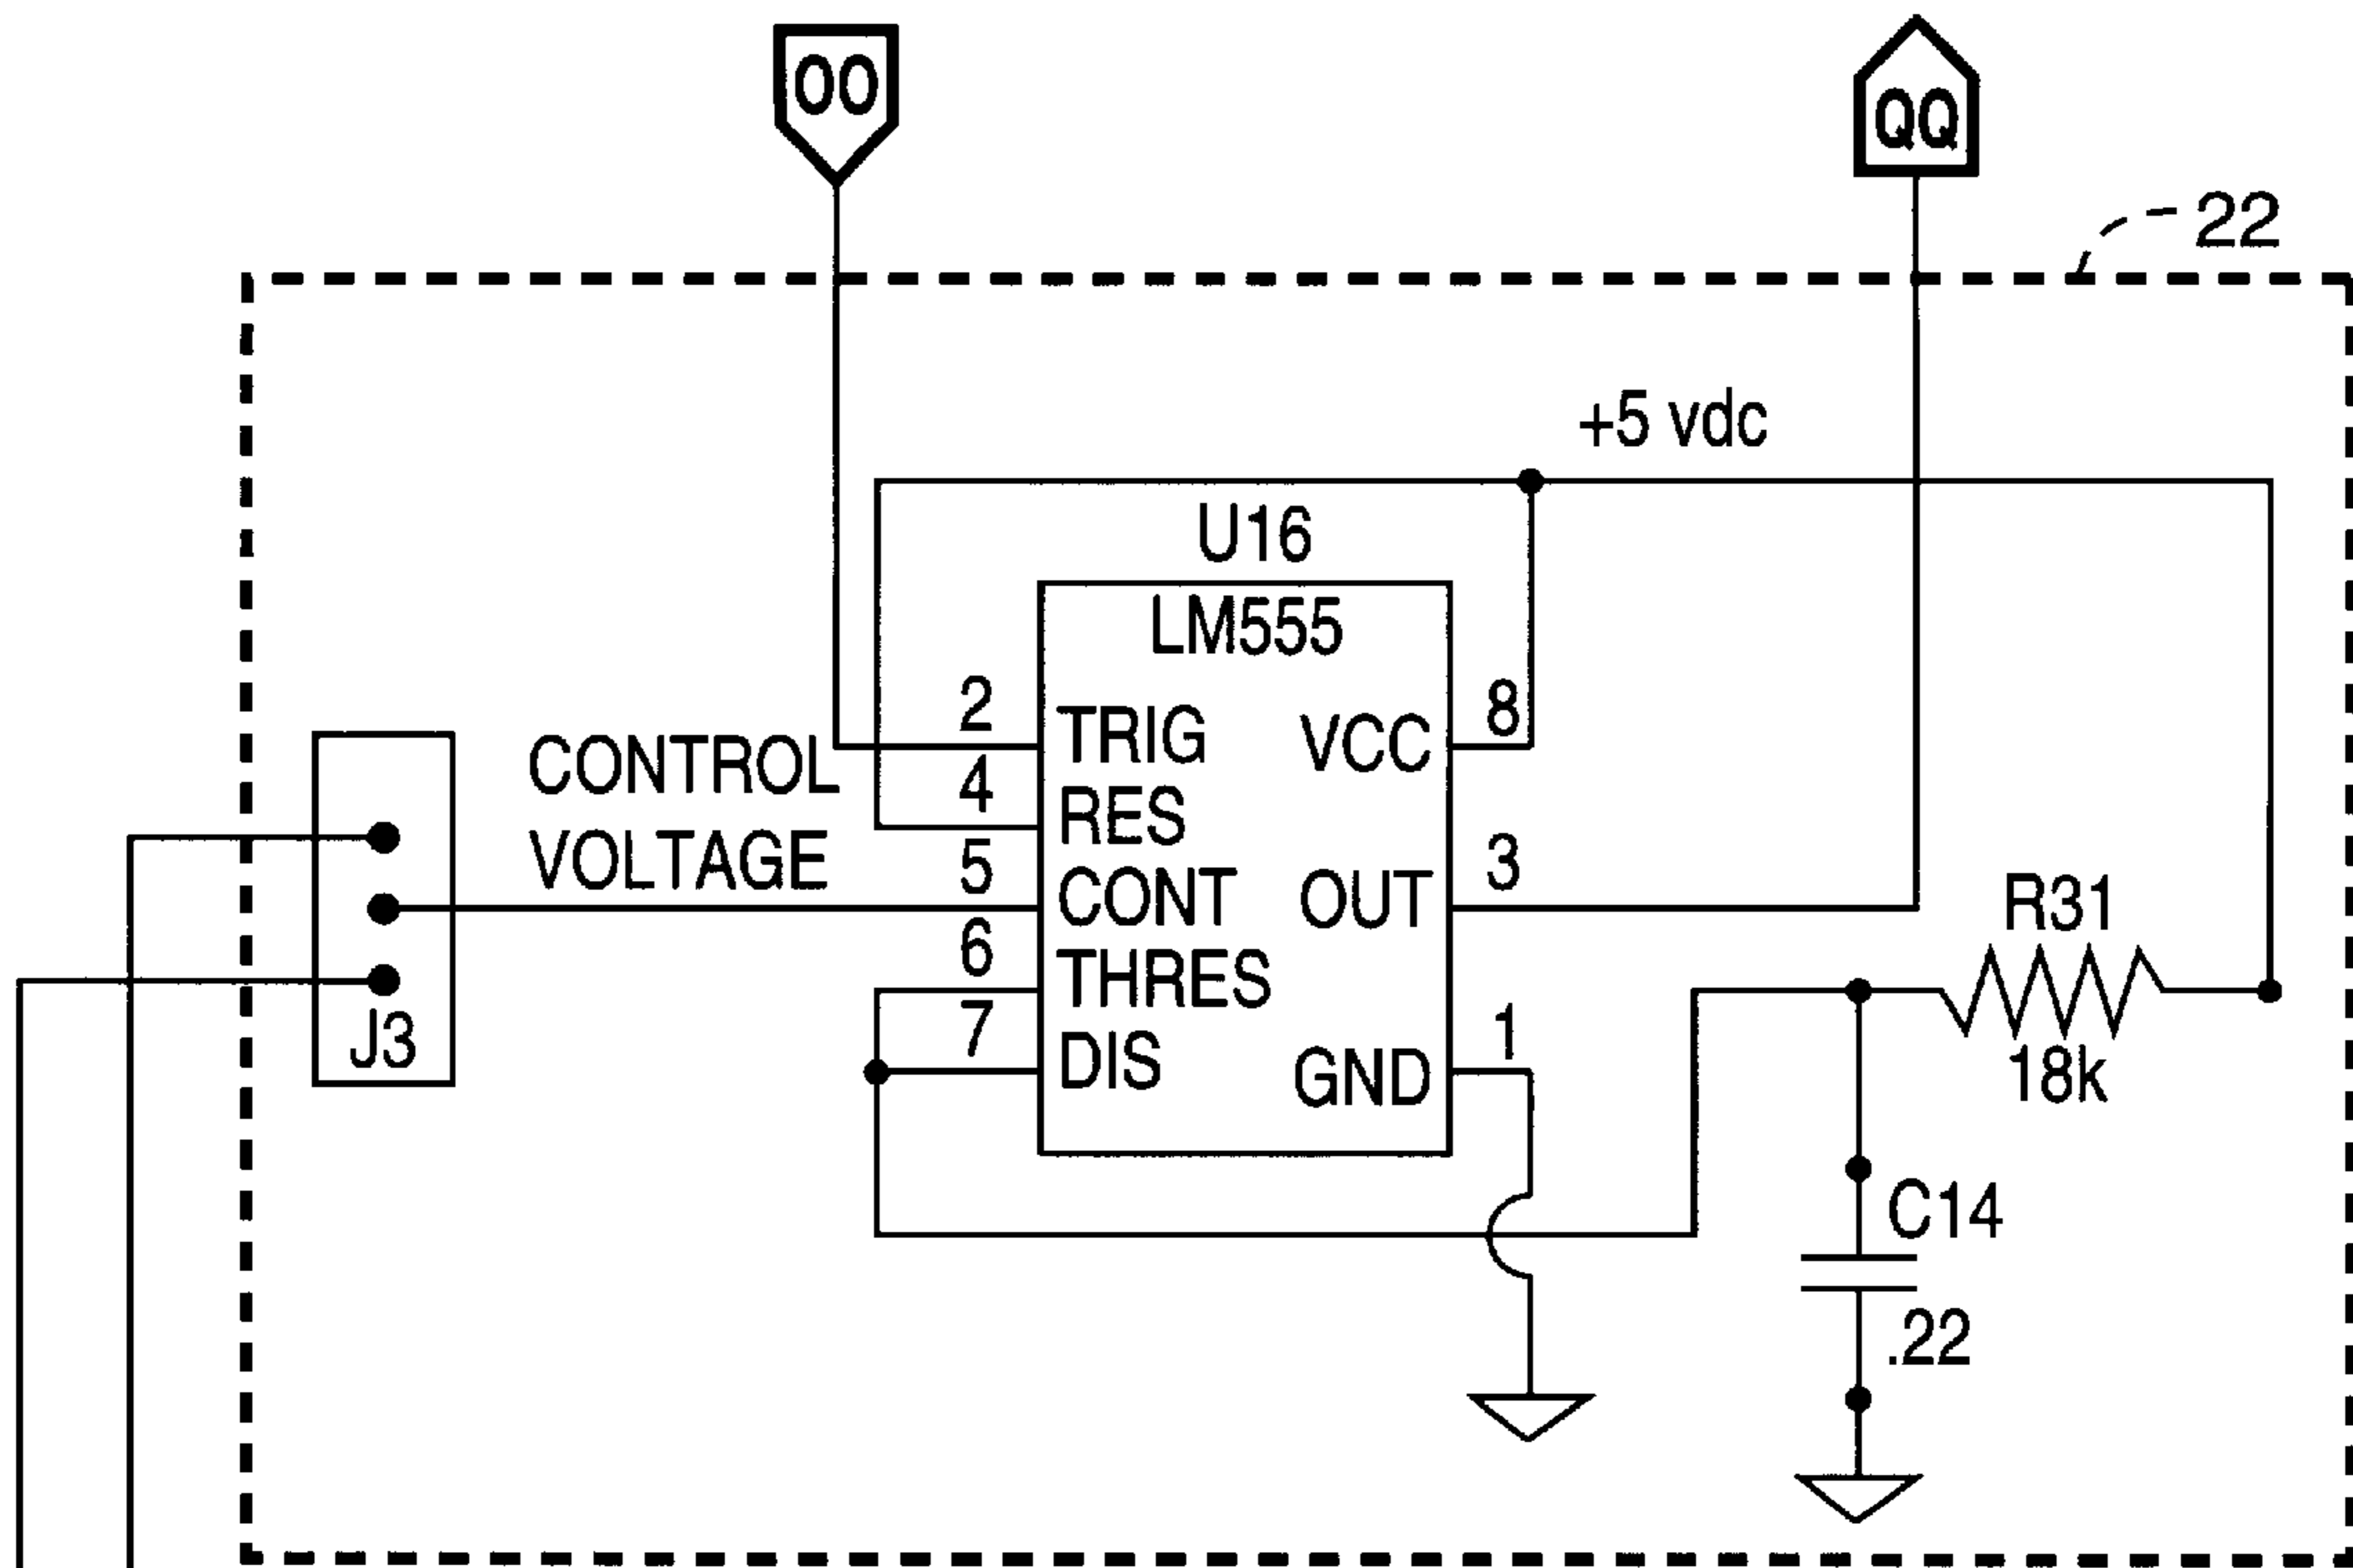 OO
QQ
22
+5 vdc
U16
LM555
2
TRIG
VCC
8
4
RES
CONTROL
VOLTAGE
5
CONT
OUT
3
6
THRES
7
DIS
GND
1
J3
R31
18k
C14
.22